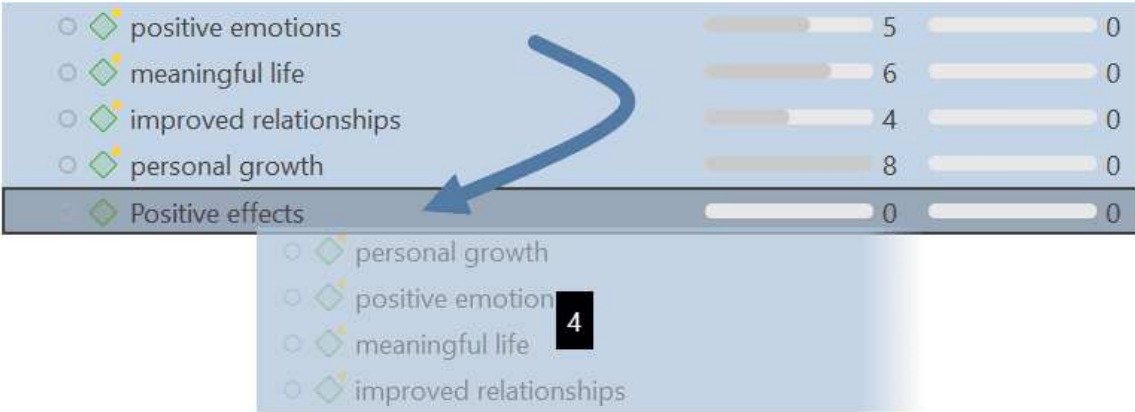 positive emotions 5 0
meaningful life 6 0
improved relationships 4 0
personal growth 8 0
Positive effects 0 0
personal growth
positive emotion
4
meaningful life
improved relationships